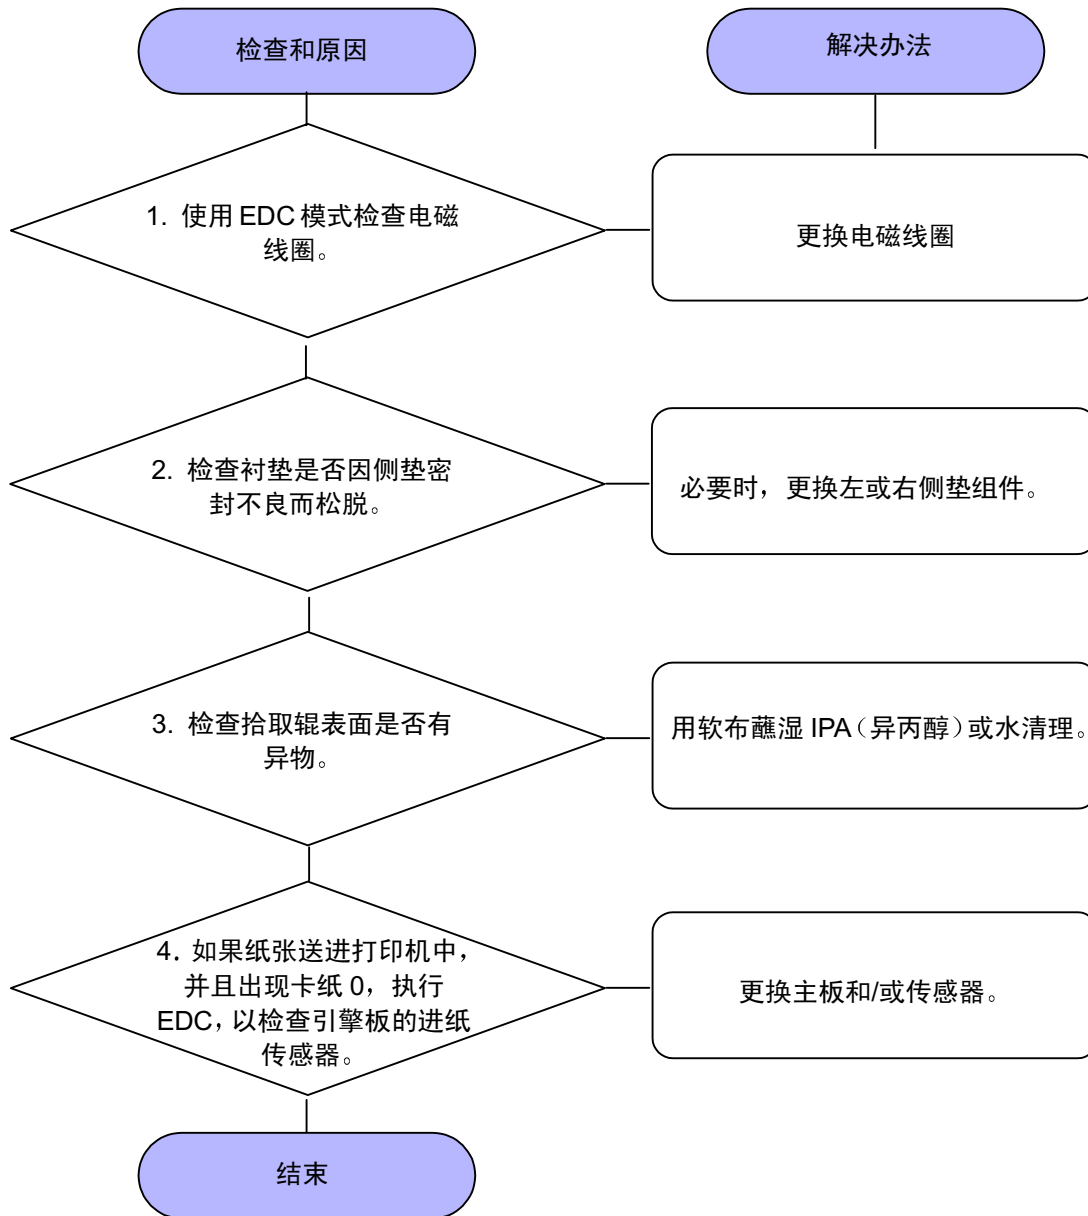 检查和原因
解决办法
1. 使用 EDC 模式检查电磁
线圈。
更换电磁线圈
2. 检查衬垫是否因侧垫密
封不良而松脱。
必要时，更换左或右侧垫组件。
3. 检查拾取辊表面是否有
异物。
用软布蘸湿 IPA（异丙醇）或水清理。
4. 如果纸张送进打印机中，
并且出现卡纸 0，执行
EDC，以检查引擎板的进纸
传感器。
更换主板和/或传感器。
结束